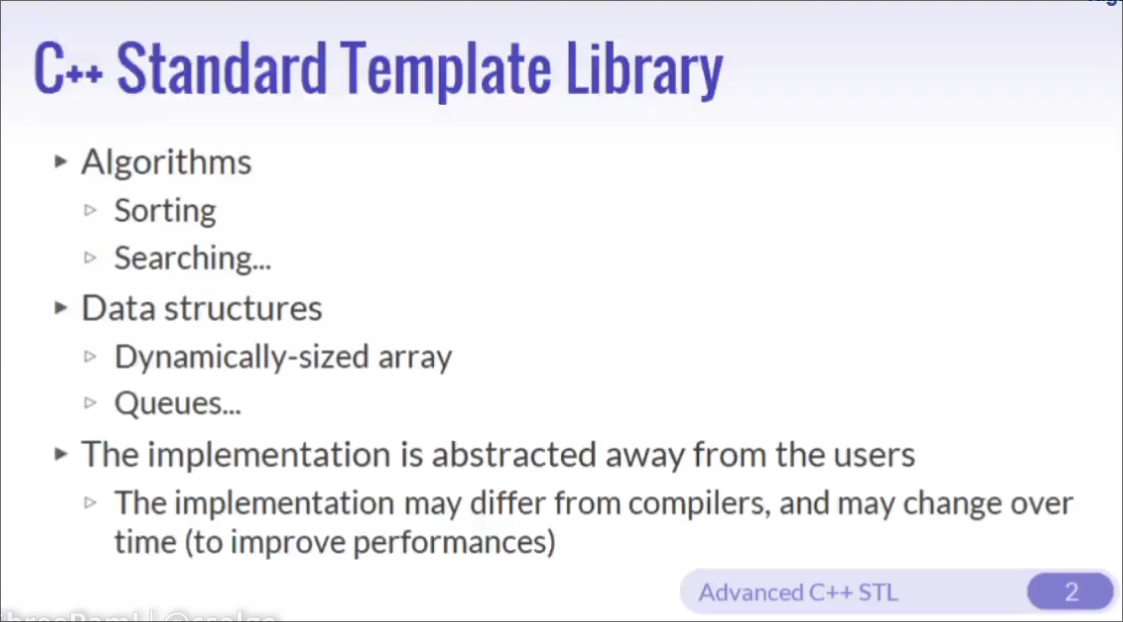 C++ Standard Template Library
Algorithms
Sorting
Searching...
Data structures
Dynamically-sized array
Queues...
The implementation is abstracted away from the users
The implementation may differ from compilers, and may change over
time (to improve performances)
Advanced C++ STL
2